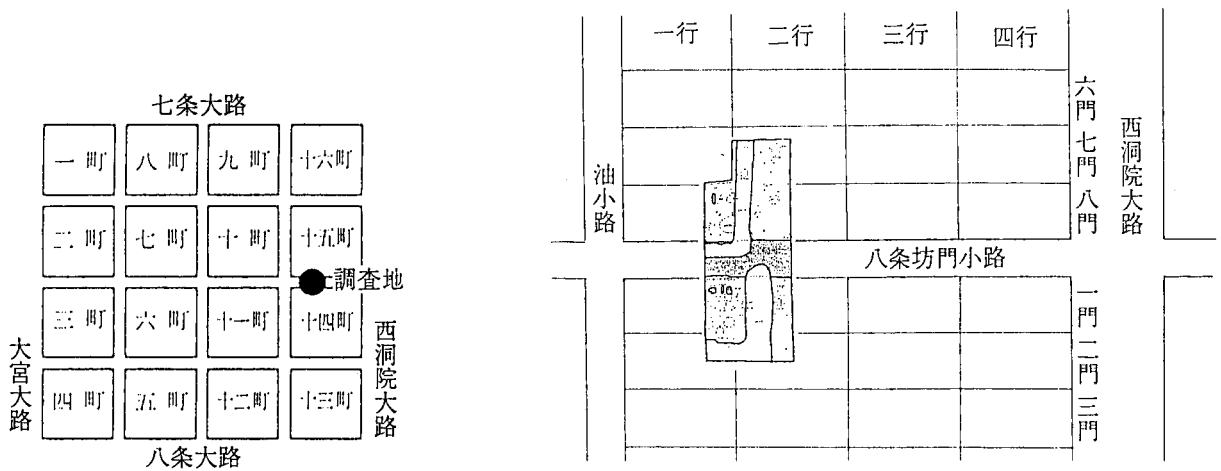 七条大路
一町 八町 九町 十六町
二町 七町 十町 十五町
調査地
三町 六町 十一町 十四町
四町 五町 十二町 十三町
大宮大路
西洞院大路
八条大路
一行 二行 三行 四行
六門
七門
八門
油小路
西洞院大路
八条坊門小路
一門
二門
三門